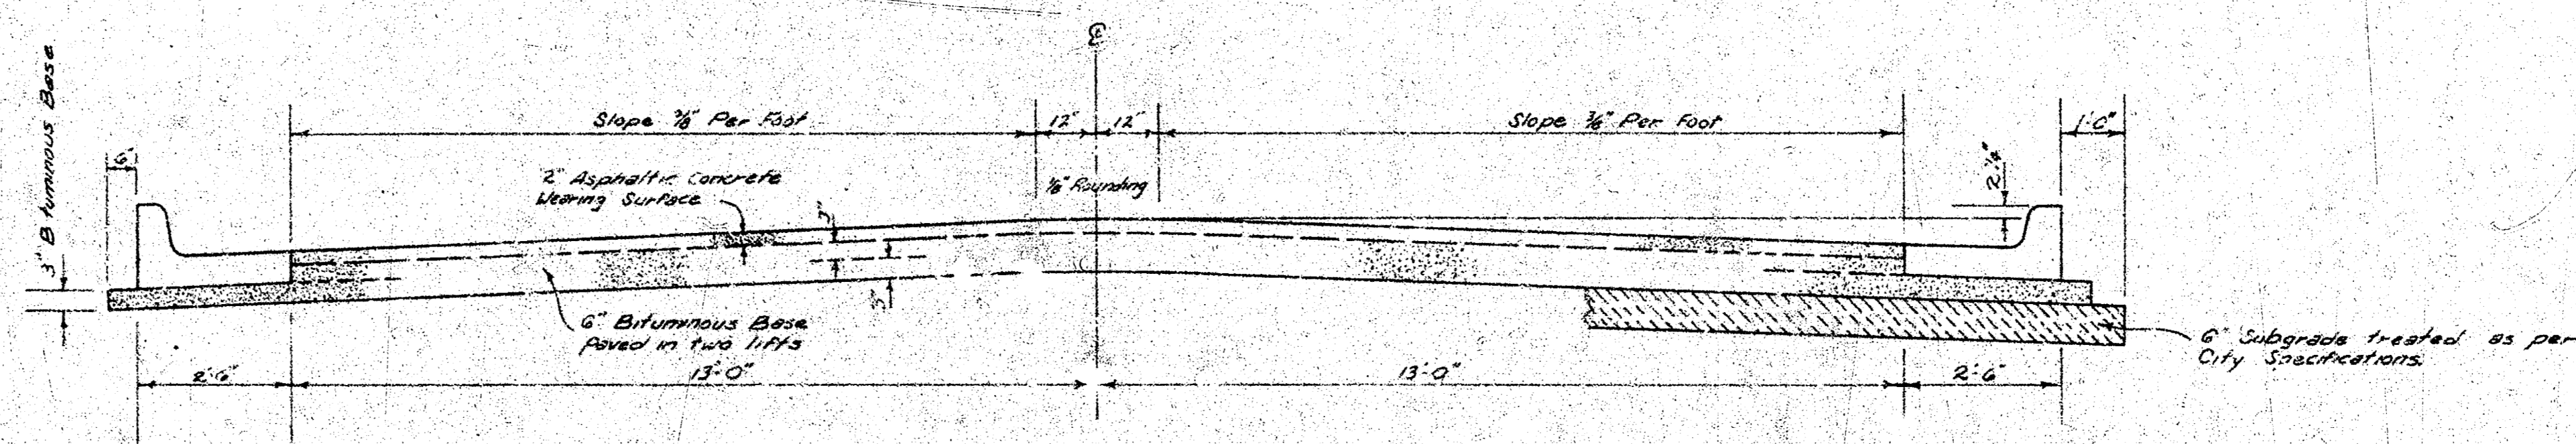 ℄
3" Bituminous Base
Slope 3/8" Per Foot
12"
12"
Slope 3/8" Per Foot
1'-0"
6"
2" Asphaltic Concrete
Wearing Surface
1/8" Rounding
2 1/4"
3"
3"
6" Bituminous Base
Paved in two lifts
6" Subgrade treated as per
City Specifications.
2'-6"
13'-0"
13'-0"
2'-6"